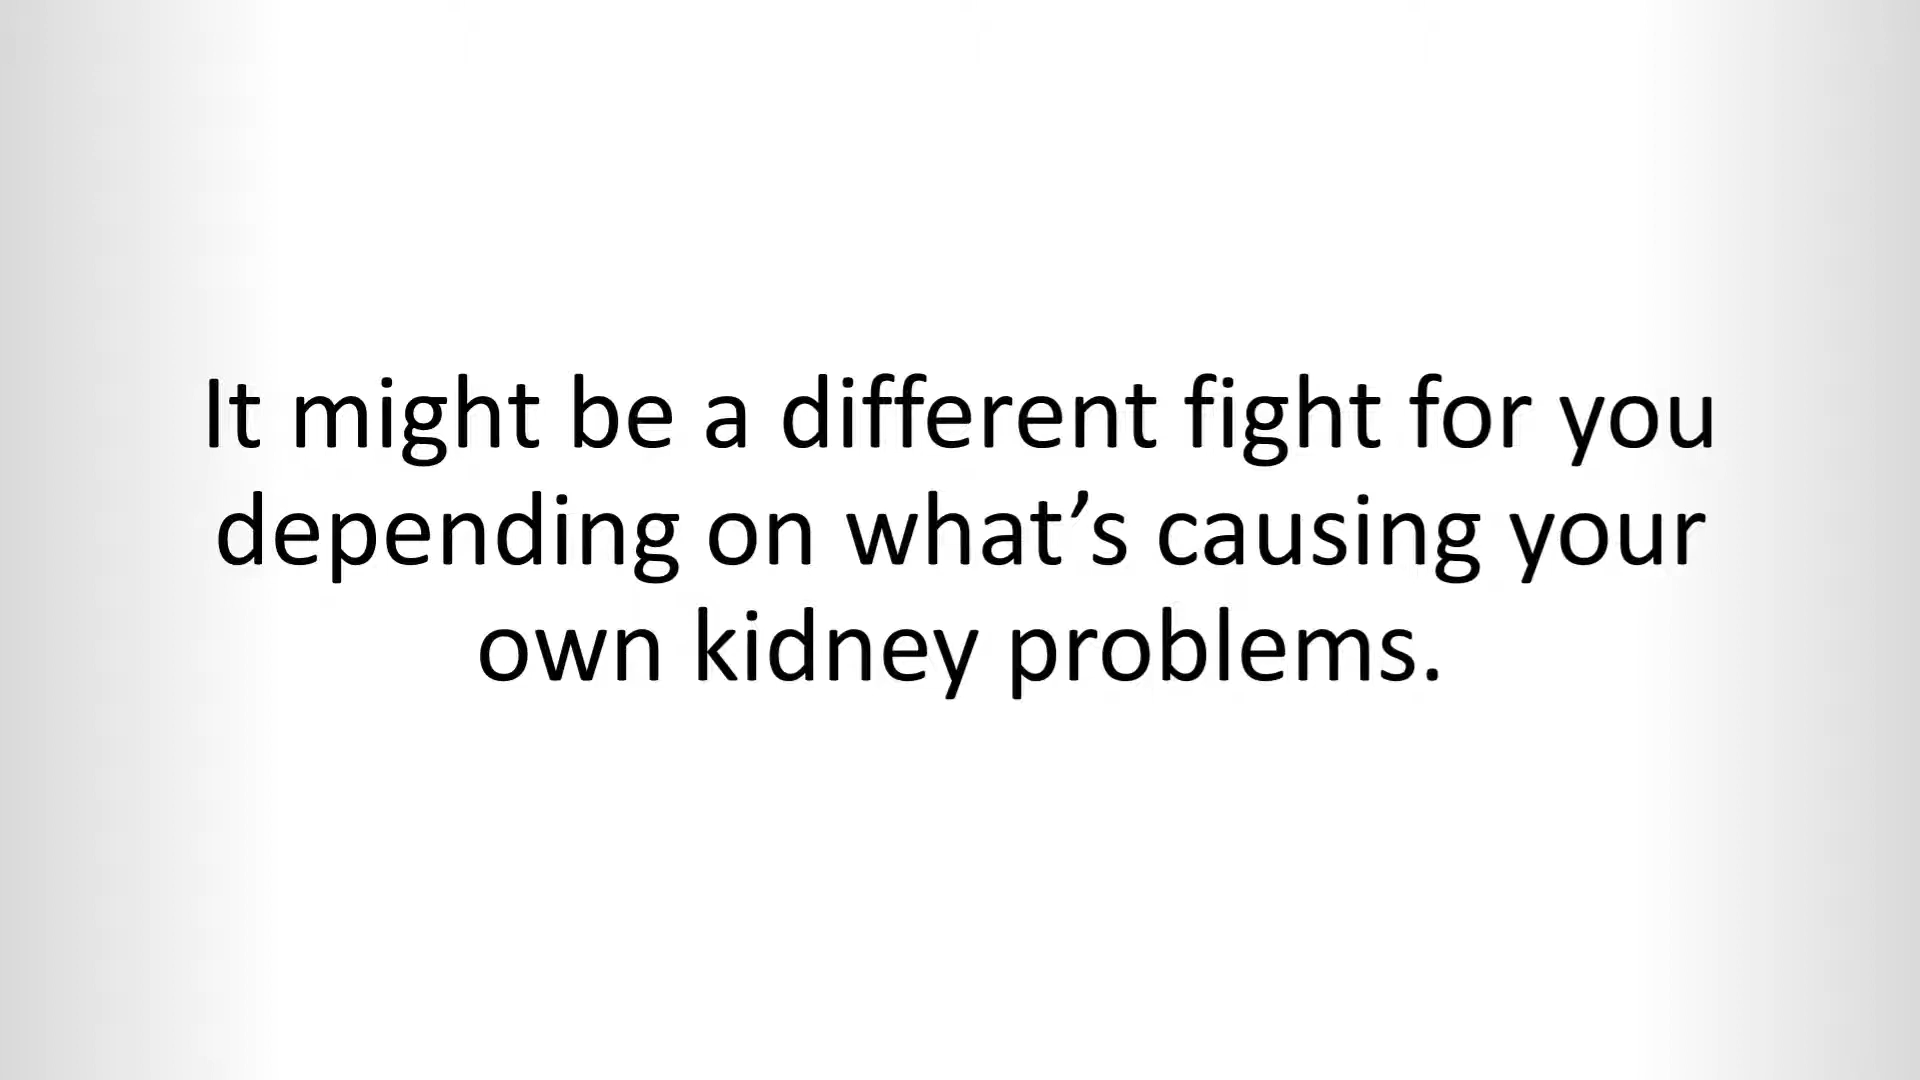 It might be a different fight for you
depending on what’s causing your
own kidney problems.